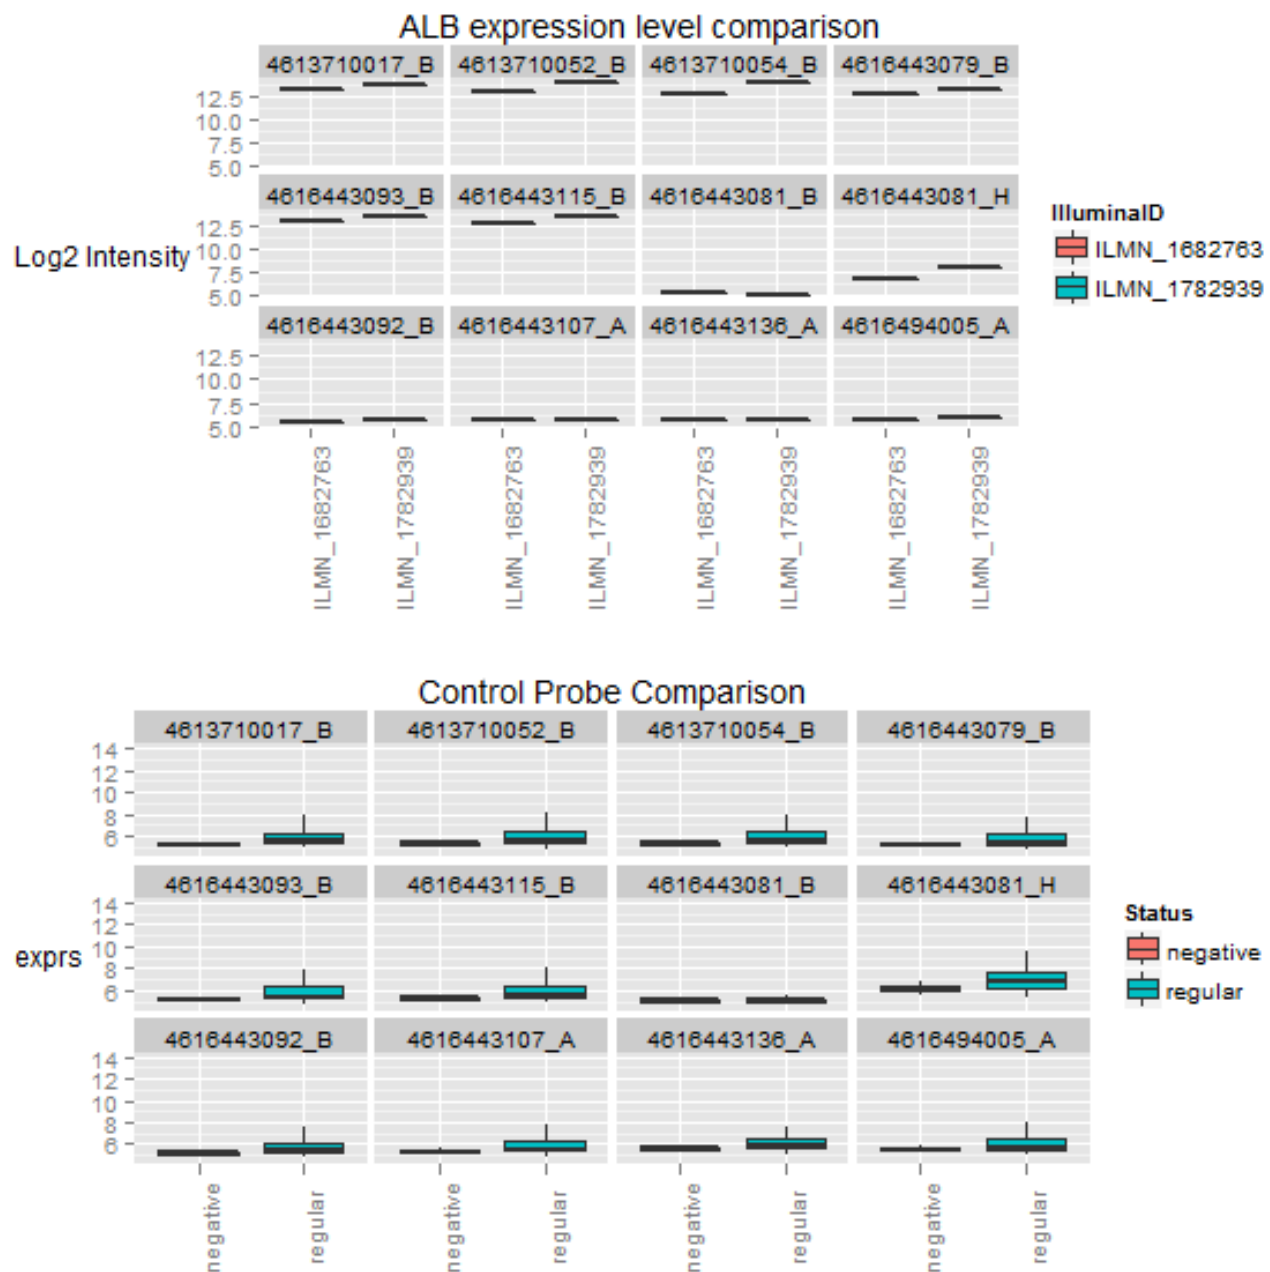 ALB expression level comparison
4613710017_B 4613710052_B 4613710054_B 4616443079_B
12.5
10.0
7.5
5.0
4616443093_B 4616443115_B 4616443081_B 4616443081_H
12.5
10.0
7.5
5.0
Log2 Intensity
4616443092_B 4616443107_A 4616443136_A 4616494005_A
12.5
10.0
7.5
5.0
ILMN_1682763 ILMN_1782939 ILMN_1682763 ILMN_1782939 ILMN_1682763 ILMN_1782939 ILMN_1682763 ILMN_1782939
IlluminaID
ILMN_1682763
ILMN_1782939
Control Probe Comparison
4613710017_B 4613710052_B 4613710054_B 4616443079_B
14
12
10
8
6
4616443093_B 4616443115_B 4616443081_B 4616443081_H
14
12
10
8
6
exprs
4616443092_B 4616443107_A 4616443136_A 4616494005_A
14
12
10
8
6
negative regular negative regular negative regular negative regular
Status
negative
regular